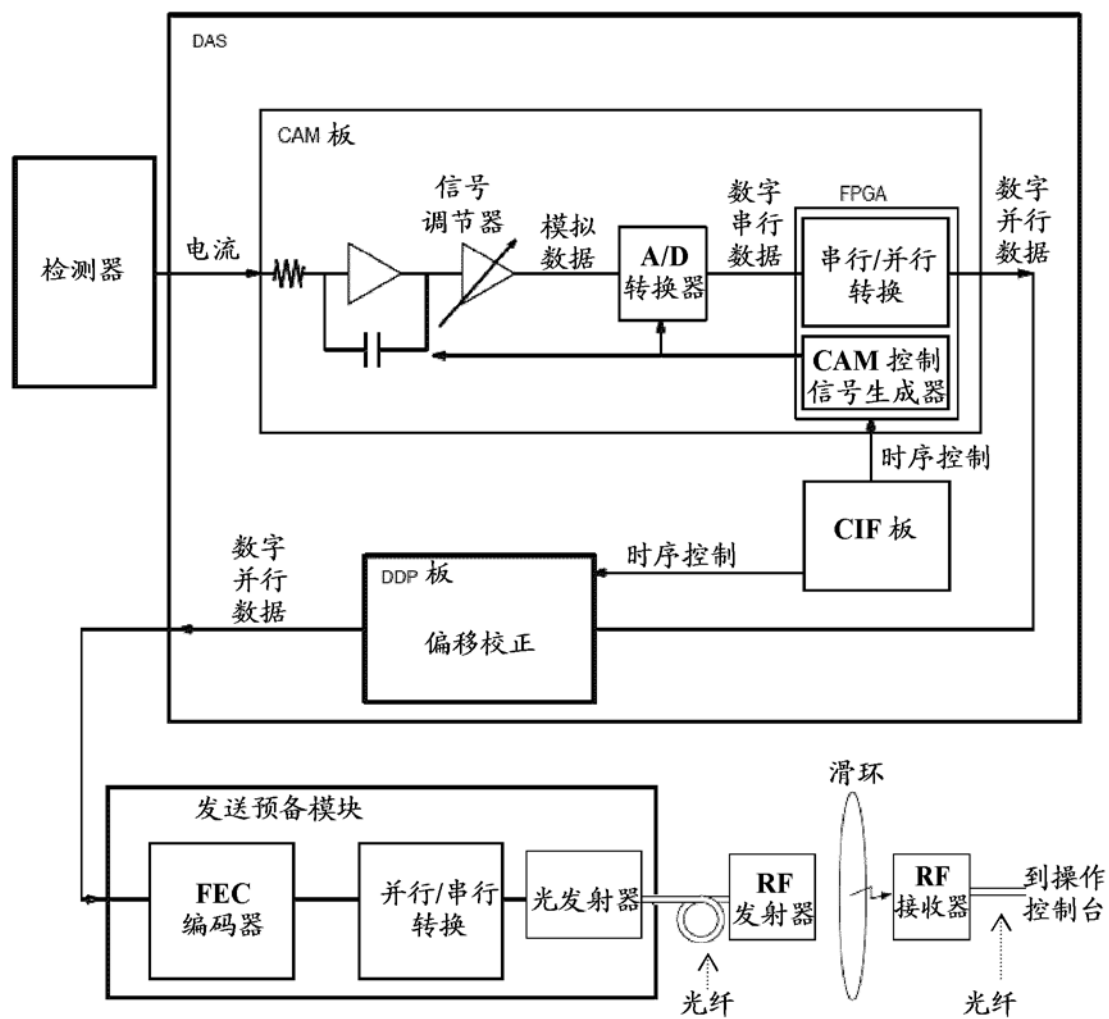 DAS
CAM 板
检测器
电流
信号
调节器
模拟
数据
A/D
转换器
数字
串行
数据
FPGA
串行/并行
转换
CAM 控制
信号生成器
数字
并行
数据
时序控制
CIF 板
时序控制
DDP 板
偏移校正
数字
并行
数据
发送预备模块
FEC
编码器
并行/串行
转换
光发射器
光纤
RF
发射器
滑环
RF
接收器
到操作
控制台
光纤